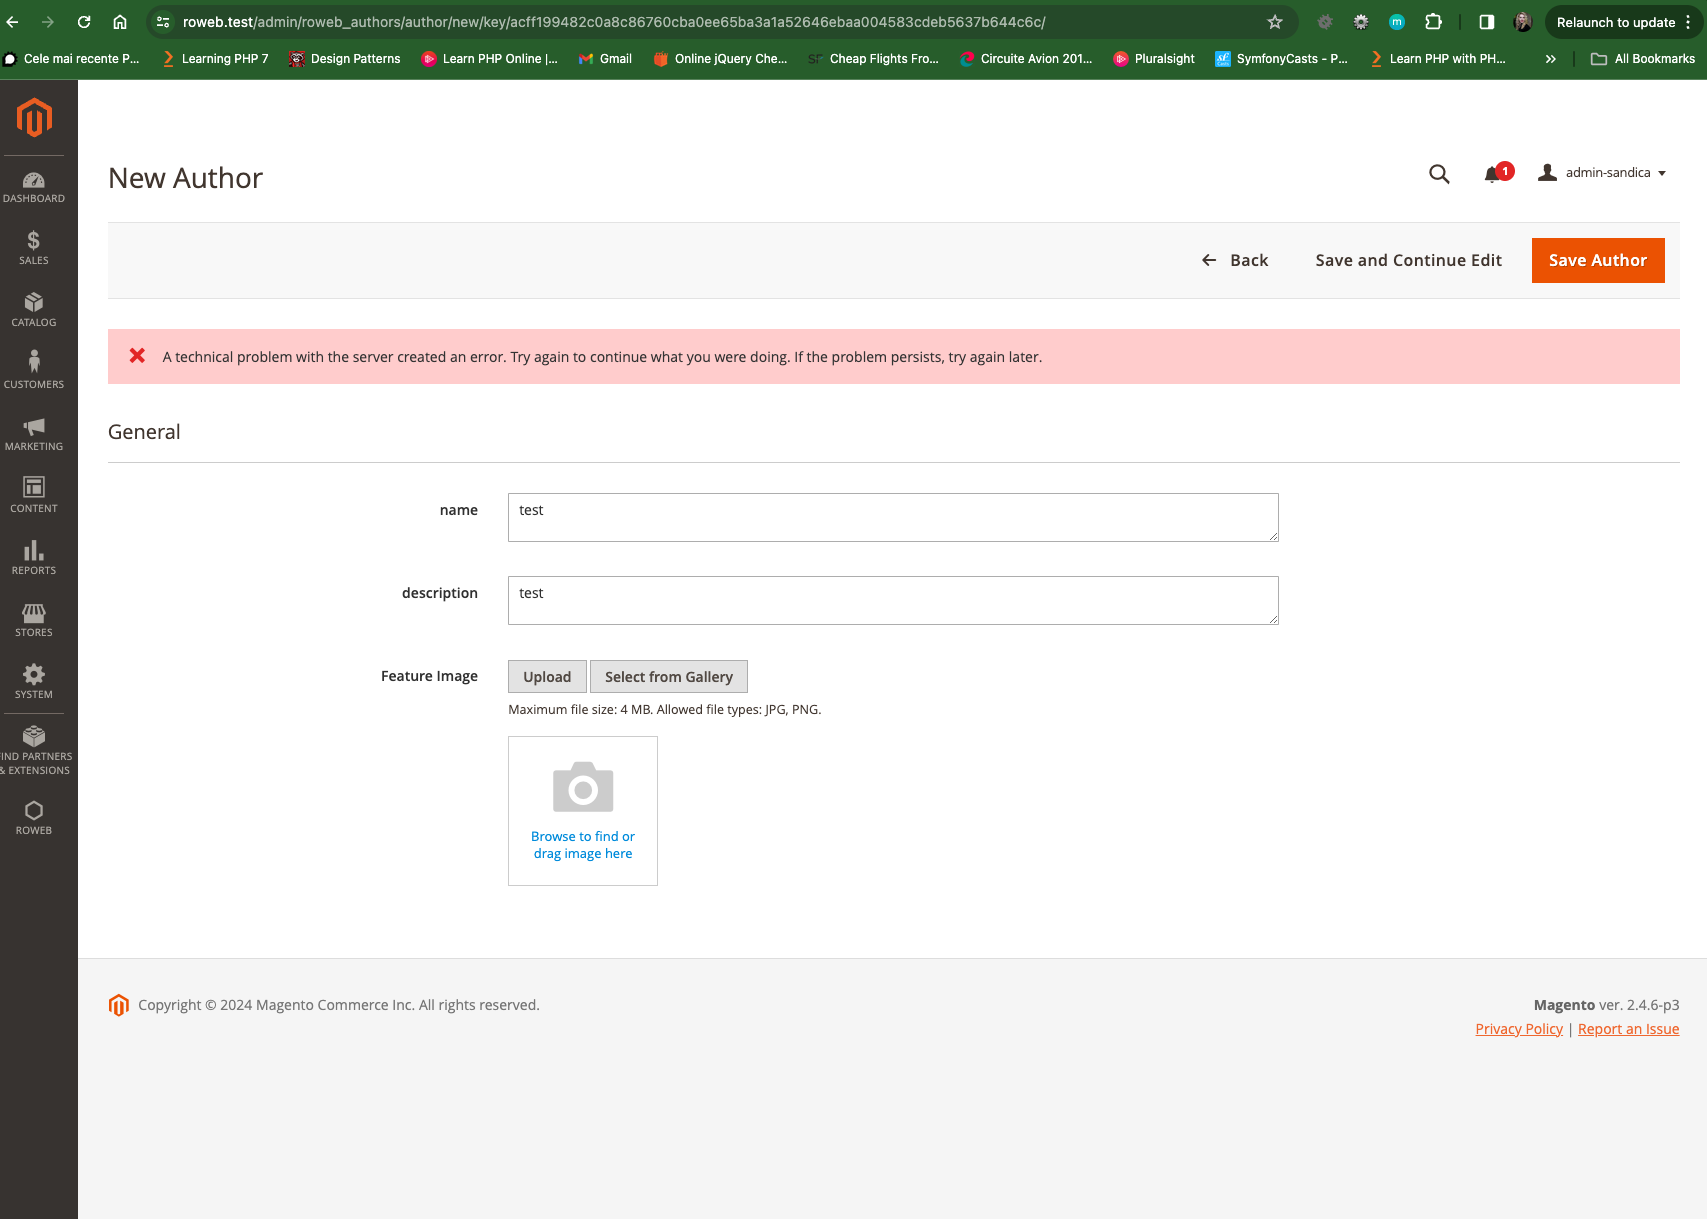 roweb.test/admin/roweb_authors/author/new/key/acff199482c0a8c86760cba0ee65ba3a1a52646ebaa004583cdeb5637b644c6c/
m
Relaunch to update
Cele mai recente P...
Learning PHP 7
Design Patterns
Learn PHP Online |...
Gmail
Online jQuery Che...
SF Cheap Flights Fro...
Circuite Avion 201...
Pluralsight
SymfonyCasts - P...
Learn PHP with PH...
»
All Bookmarks
New Author
1
admin-sandica
DASHBOARD
SALES
CATALOG
CUSTOMERS
MARKETING
CONTENT
REPORTS
STORES
SYSTEM
IND PARTNERS
& EXTENSIONS
ROWEB
Back
Save and Continue Edit
Save Author
A technical problem with the server created an error. Try again to continue what you were doing. If the problem persists, try again later.
General
name
test
description
test
Feature Image
Upload
Select from Gallery
Maximum file size: 4 MB. Allowed file types: JPG, PNG.
Browse to find or
drag image here
Copyright © 2024 Magento Commerce Inc. All rights reserved.
Magento ver. 2.4.6-p3
Privacy Policy | Report an Issue